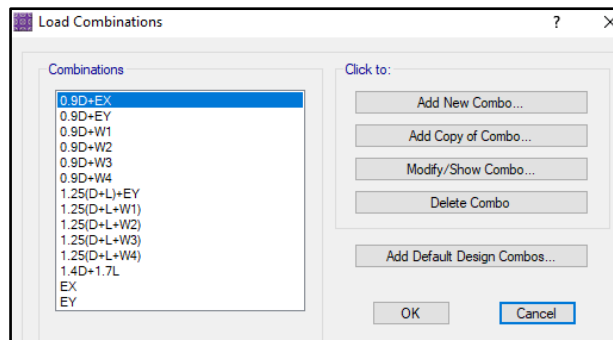 Load Combinations
?
X
Combinations
0.9D+EX
0.9D+EY
0.9D+W1
0.9D+W2
0.9D+W3
0.9D+W4
1.25(D+L)+EY
1.25(D+L+W1)
1.25(D+L+W2)
1.25(D+L+W3)
1.25(D+L+W4)
1.4D+1.7L
EX
EY
Click to:
Add New Combo...
Add Copy of Combo...
Modify/Show Combo...
Delete Combo
Add Default Design Combos...
OK
Cancel